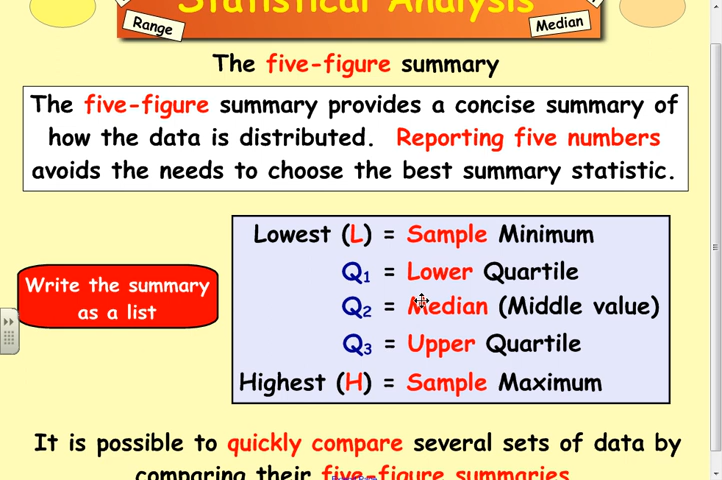 Statistical Analysis
Range
Median
The five-figure summary
The five-figure summary provides a concise summary of
how the data is distributed. Reporting five numbers
avoids the needs to choose the best summary statistic.
Lowest (L) = Sample Minimum
Q₁ = Lower Quartile
Write the summary
as a list
Q₂ = Median (Middle value)
Q₃ = Upper Quartile
Highest (H) = Sample Maximum
It is possible to quickly compare several sets of data by
comparing their five-figure summaries